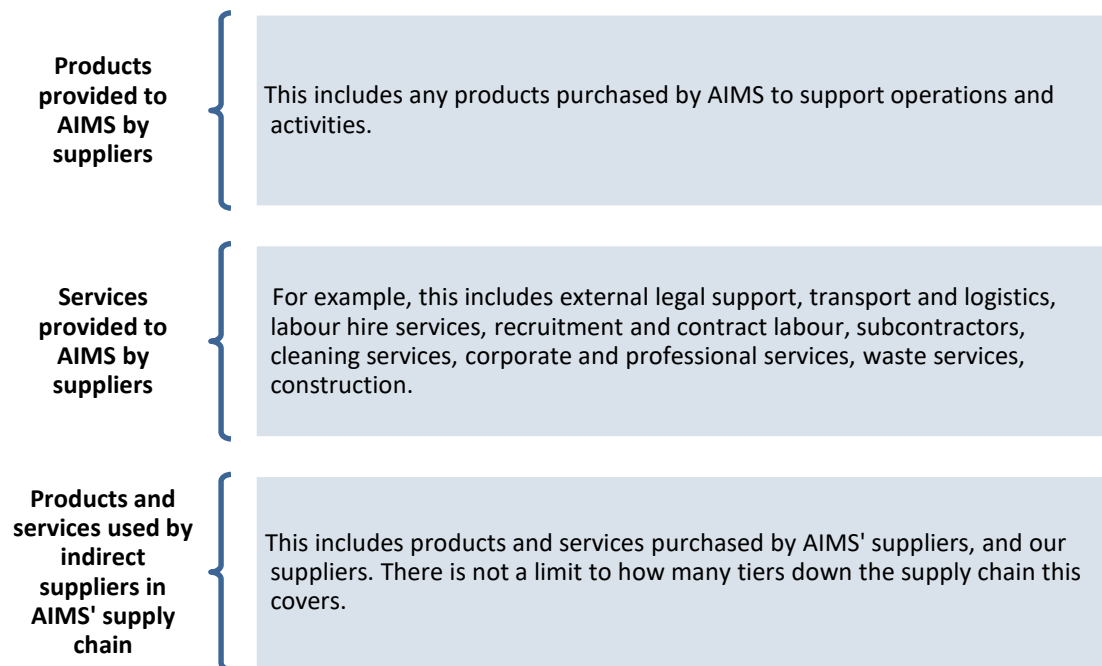 Products
provided to
AIMS by
suppliers
This includes any products purchased by AIMS to support operations and
activities.
Services
provided to
AIMS by
suppliers
For example, this includes external legal support, transport and logistics,
labour hire services, recruitment and contract labour, subcontractors,
cleaning services, corporate and professional services, waste services,
construction.
Products and
services used by
indirect
suppliers in
AIMS' supply
chain
This includes products and services purchased by AIMS' suppliers, and our
suppliers. There is not a limit to how many tiers down the supply chain this
covers.